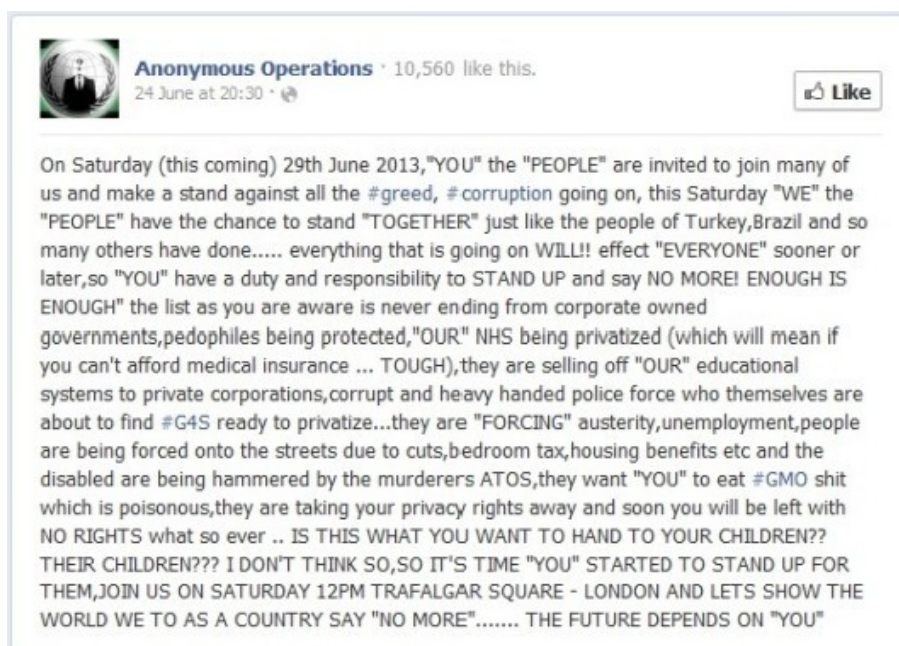 Anonymous Operations · 10,560 like this.
24 June at 20:30 ·
Like
On Saturday (this coming) 29th June 2013,"YOU" the "PEOPLE" are invited to join many of
us and make a stand against all the #greed, #corruption going on, this Saturday "WE" the
"PEOPLE" have the chance to stand "TOGETHER" just like the people of Turkey,Brazil and so
many others have done..... everything that is going on WILL!! effect "EVERYONE" sooner or
later,so "YOU" have a duty and responsibility to STAND UP and say NO MORE! ENOUGH IS
ENOUGH" the list as you are aware is never ending from corporate owned
governments,pedophiles being protected,"OUR" NHS being privatized (which will mean if
you can't afford medical insurance ... TOUGH),they are selling off "OUR" educational
systems to private corporations,corrupt and heavy handed police force who themselves are
about to find #G4S ready to privatize...they are "FORCING" austerity,unemployment,people
are being forced onto the streets due to cuts,bedroom tax,housing benefits etc and the
disabled are being hammered by the murderers ATOS,they want "YOU" to eat #GMO shit
which is poisonous,they are taking your privacy rights away and soon you will be left with
NO RIGHTS what so ever .. IS THIS WHAT YOU WANT TO HAND TO YOUR CHILDREN??
THEIR CHILDREN??? I DON'T THINK SO,SO IT'S TIME "YOU" STARTED TO STAND UP FOR
THEM,JOIN US ON SATURDAY 12PM TRAFALGAR SQUARE - LONDON AND LETS SHOW THE
WORLD WE TO AS A COUNTRY SAY "NO MORE"....... THE FUTURE DEPENDS ON "YOU"